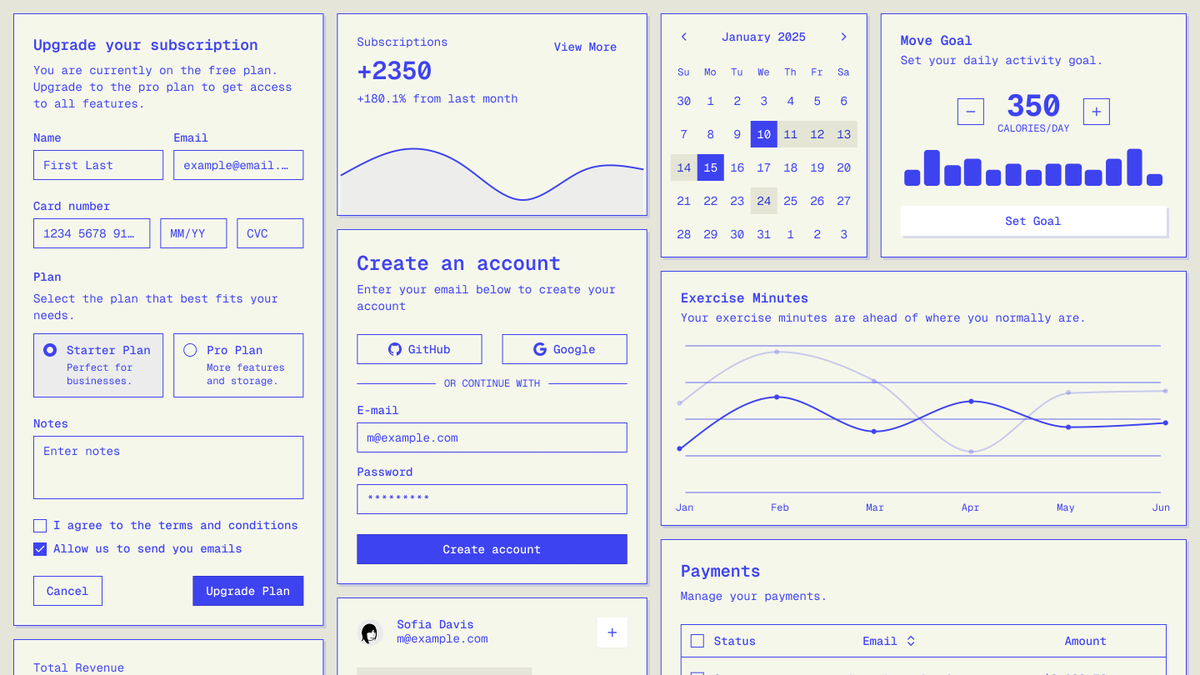 Upgrade your subscription
You are currently on the free plan.
Upgrade to the pro plan to get access
to all features.
Name
Email
First Last
example@email.…
Card number
1234 5678 91…
MM/YY
CVC
Plan
Select the plan that best fits your
needs.
Starter Plan
Perfect for
businesses.
Pro Plan
More features
and storage.
Notes
Enter notes
I agree to the terms and conditions
Allow us to send you emails
Cancel
Upgrade Plan
Total Revenue
Subscriptions
View More
+2350
+180.1% from last month
Create an account
Enter your email below to create your
account
GitHub
Google
OR CONTINUE WITH
E-mail
m@example.com
Password
*********
Create account
Sofia Davis
m@example.com
January 2025
Su Mo Tu We Th Fr Sa
30 1 2 3 4 5 6
7 8 9 10 11 12 13
14 15 16 17 18 19 20
21 22 23 24 25 26 27
28 29 30 31 1 2 3
Move Goal
Set your daily activity goal.
350
CALORIES/DAY
Set Goal
Exercise Minutes
Your exercise minutes are ahead of where you normally are.
Jan Feb Mar Apr May Jun
Payments
Manage your payments.
Status Email Amount